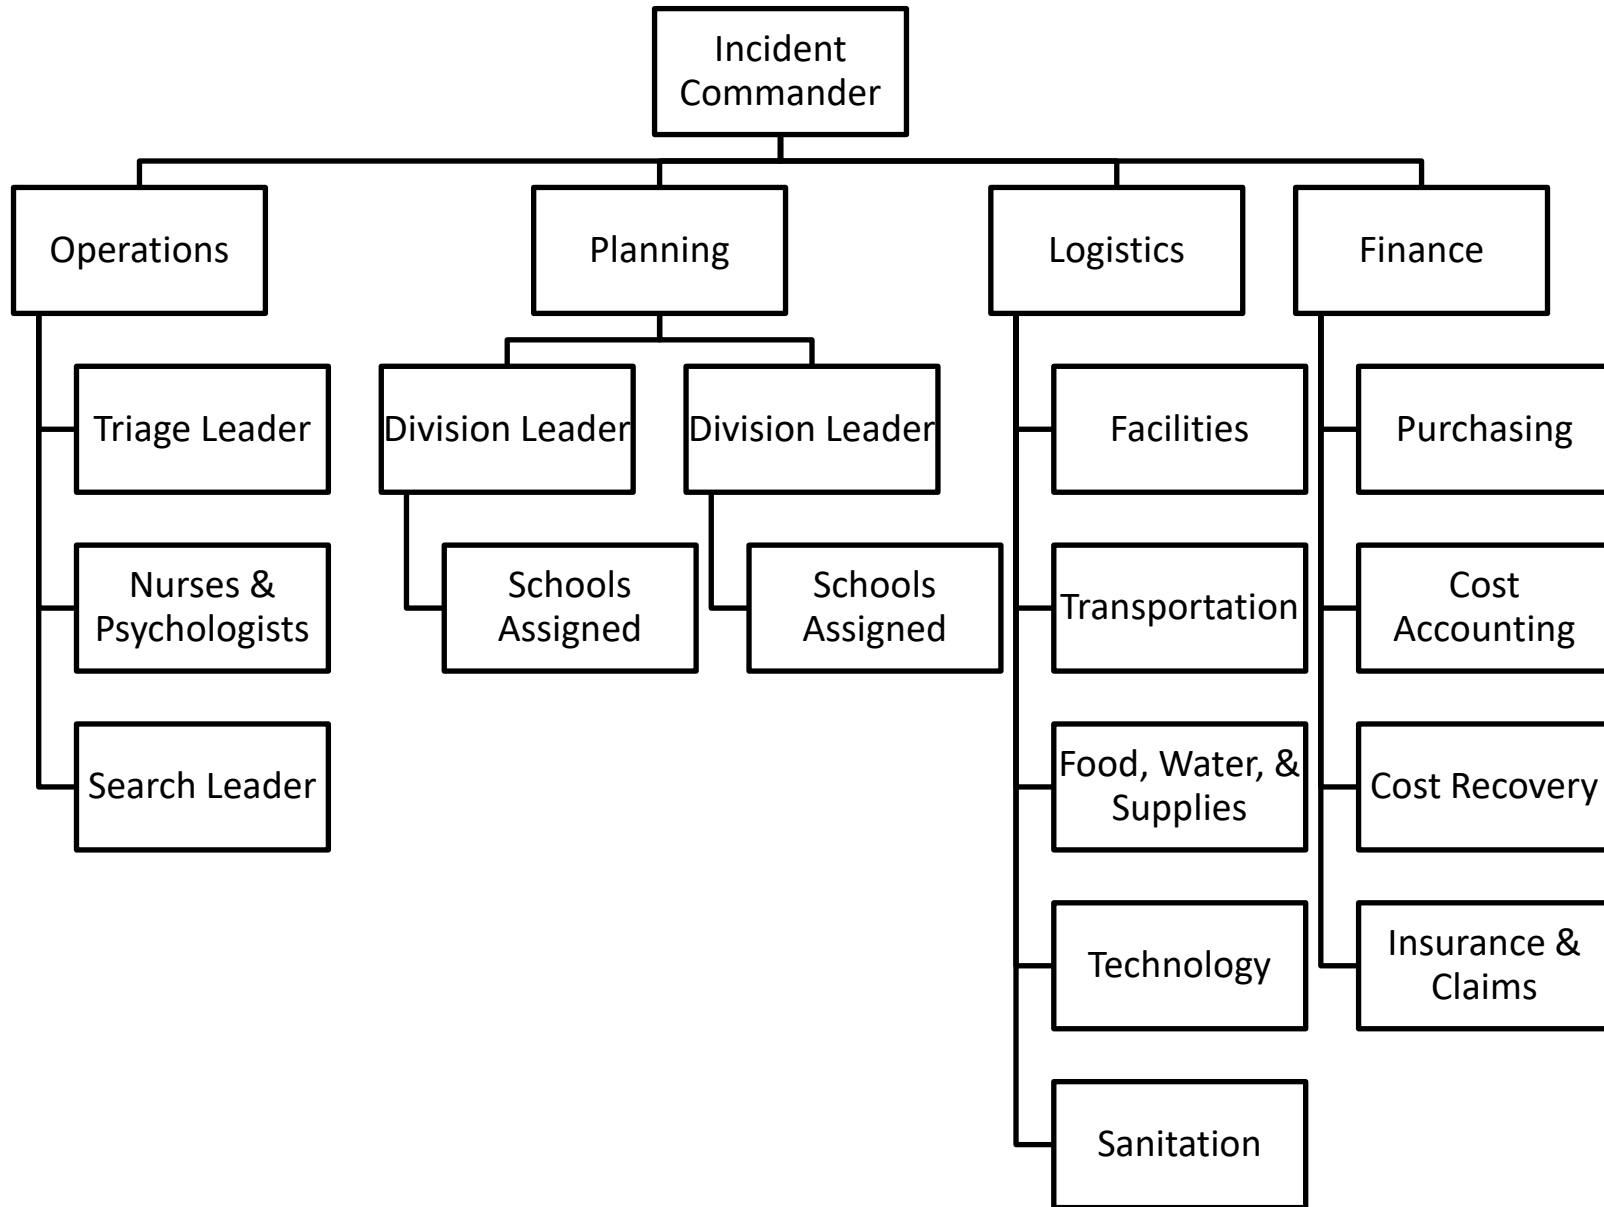 Incident
Commander
Operations
Planning
Logistics
Finance
Triage Leader
Division Leader
Division Leader
Facilities
Purchasing
Nurses &
Psychologists
Schools
Assigned
Schools
Assigned
Transportation
Cost
Accounting
Search Leader
Food, Water, &
Supplies
Cost Recovery
Technology
Insurance &
Claims
Sanitation